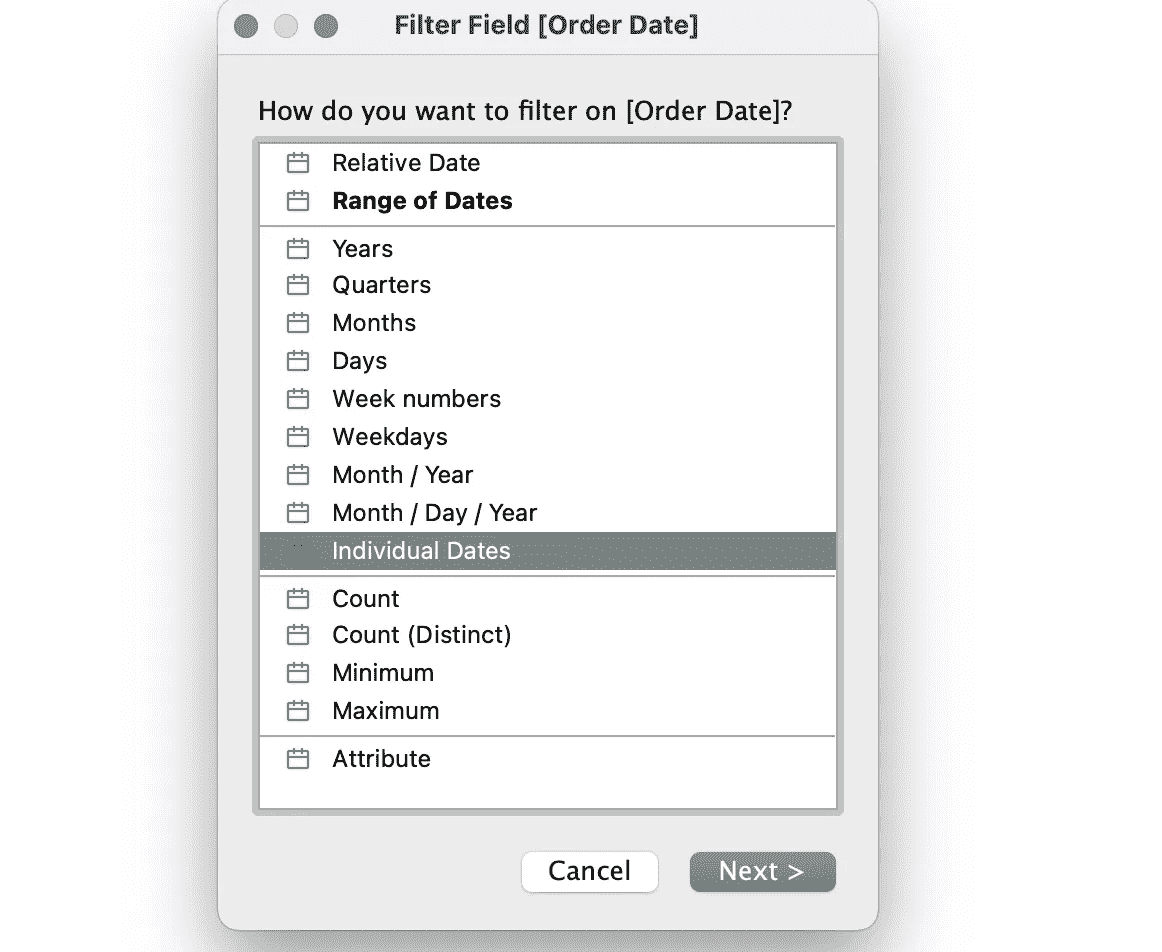 Filter Field [Order Date]
How do you want to filter on [Order Date]?
Relative Date
Range of Dates
Years
Quarters
Months
Days
Week numbers
Weekdays
Month / Year
Month / Day / Year
Individual Dates
Count
Count (Distinct)
Minimum
Maximum
Attribute
Cancel
Next >